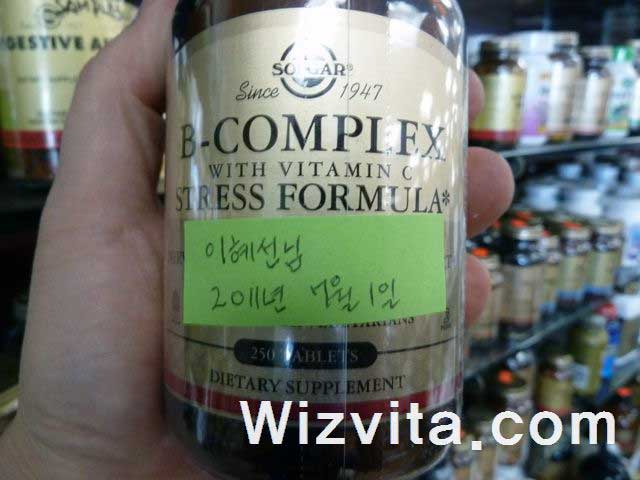 SOLGAR®
Since 1947
B-COMPLEX
WITH VITAMIN C
STRESS FORMULA*
이혜선님
2011년 7월 1일
250 TABLETS
DIETARY SUPPLEMENT
Wizvita.com